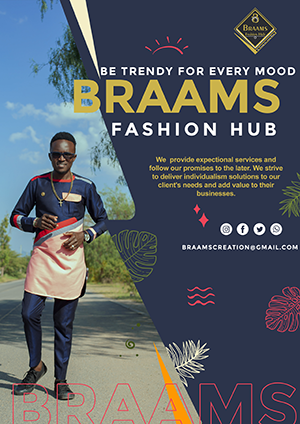 BRAAMS
BE TRENDY FOR EVERY MOOD
BRAAMS
FASHION HUB
We provide expectional services and
follow our promises to the later. We strive
to deliver individualism solutions to our
client's needs and add value to their
businesses.
BRAAMSCREATION@GMAIL.COM
BRAAMS